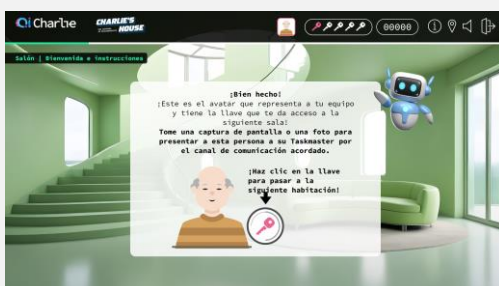 Charlie
CHARLIE'S
HOUSE
00000
Salón | Bienvenida e instrucciones
¡Bien hecho!
¡Este es el avatar que representa a tu equipo
y tiene la llave que te da acceso a la
siguiente sala!
Tome una captura de pantalla o una foto para
presentar a esta persona a su Taskmaster por
el canal de comunicación acordado.
¡Haz clic en la llave
para pasar a la
siguiente habitación!